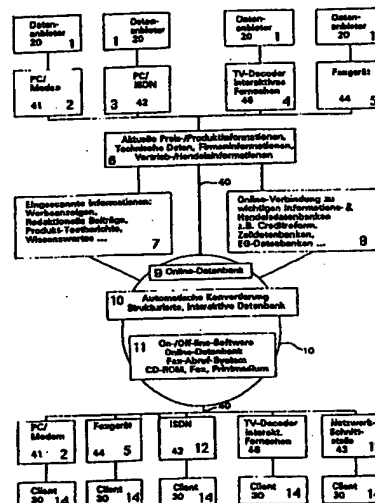 Daten-
anbieter
20 1
Daten-
anbieter
1 20
Daten-
anbieter
20 1
Daten-
anbieter
20 1
PC/
Modem
41 2
PC/
ISDN
3 42
TV-Decoder
Interaktives
Fernsehen
46 4
Faxgerät
44 5
Aktuelle Preis-/Produktinformationen,
Technische Daten, Firmeninformationen,
Vertrieb-/Handelsinformationen
6
40
Eingesannte Informationen:
Werbeanzeigen,
Redaktionelle Beiträge,
Produkt-Testberichte,
Wissenswertes ...
7
Online-Verbindung zu
wichtigen Informations- &
Handelsdatenbanken
z.B. Creditreform,
Zolldatenbanken,
EG-Datenbanken ...
8
9 Online-Datenbank
10 Automatische Konvertierung
Strukturierte, interaktive Datenbank
11 On-/Off-line-Software
Online-Datenbank
Fax-Abruf-System
CD-ROM, Fax, Printmedium
10
40
PC/
Modem
41 2
Faxgerät
44 5
ISDN
42 12
TV-Decoder
Interakt.
Fernsehen
46
Netzwerk-
Schnitt-
stelle
43
Client
30 14
Client
30 14
Client
30 14
Client
30 14
Client
30